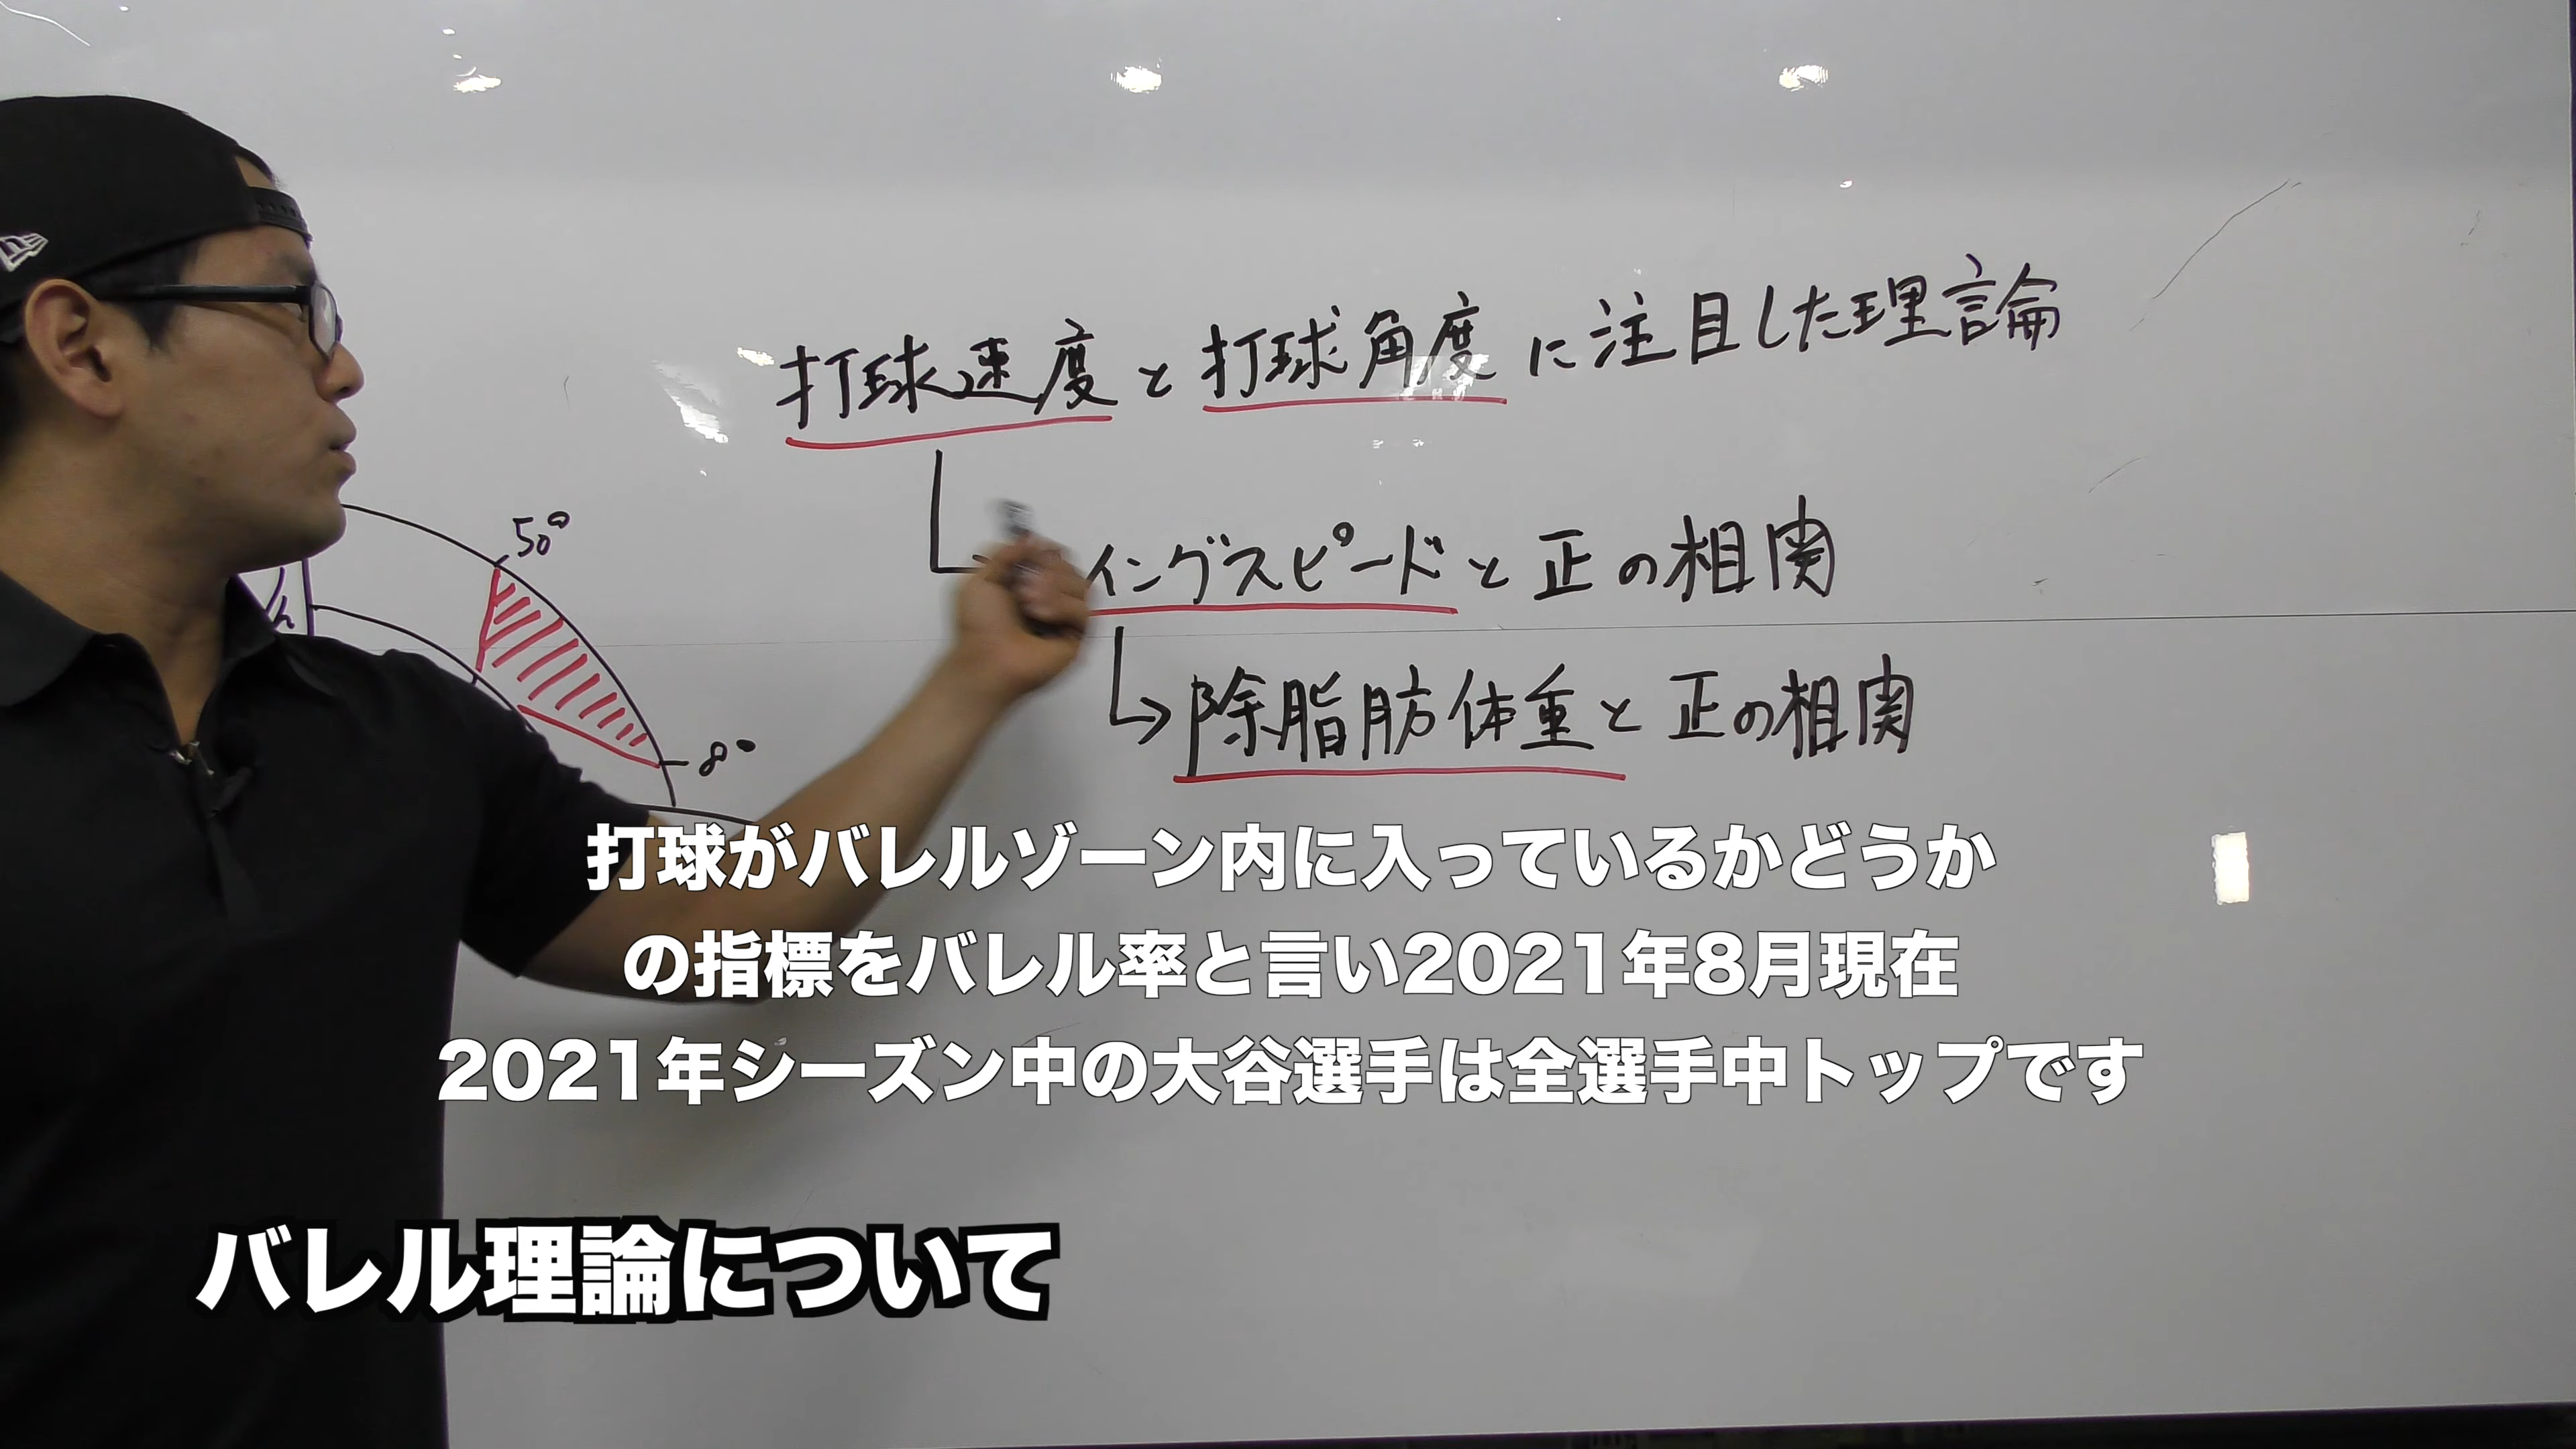 打球速度と打球角度に注目した理論
50°
イングスピードと正の相関
h
除脂肪体重と正の相関
8°
打球がバレルゾーン内に入っているかどうか
の指標をバレル率と言い2021年8月現在
2021年シーズン中の大谷選手は全選手中トップです
バレル理論について